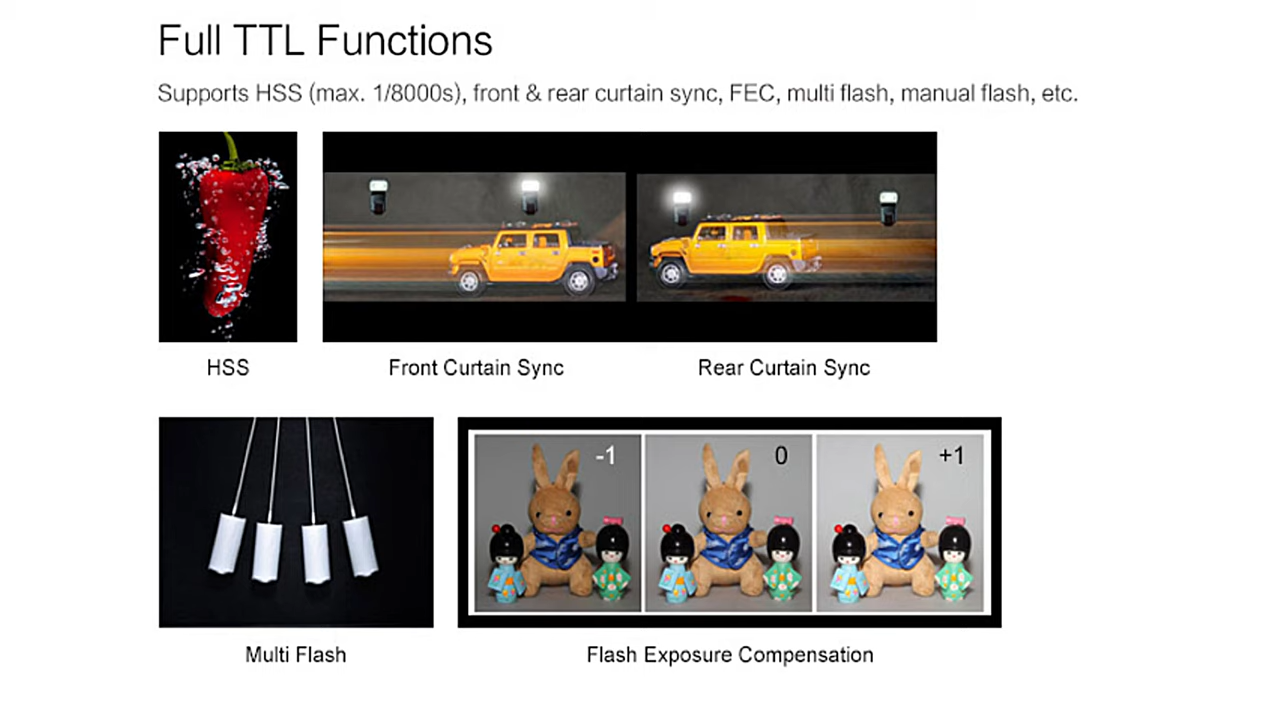 Full TTL Functions
Supports HSS (max. 1/8000s), front & rear curtain sync, FEC, multi flash, manual flash, etc.
HSS
Front Curtain Sync
Rear Curtain Sync
-1
0
+1
Multi Flash
Flash Exposure Compensation